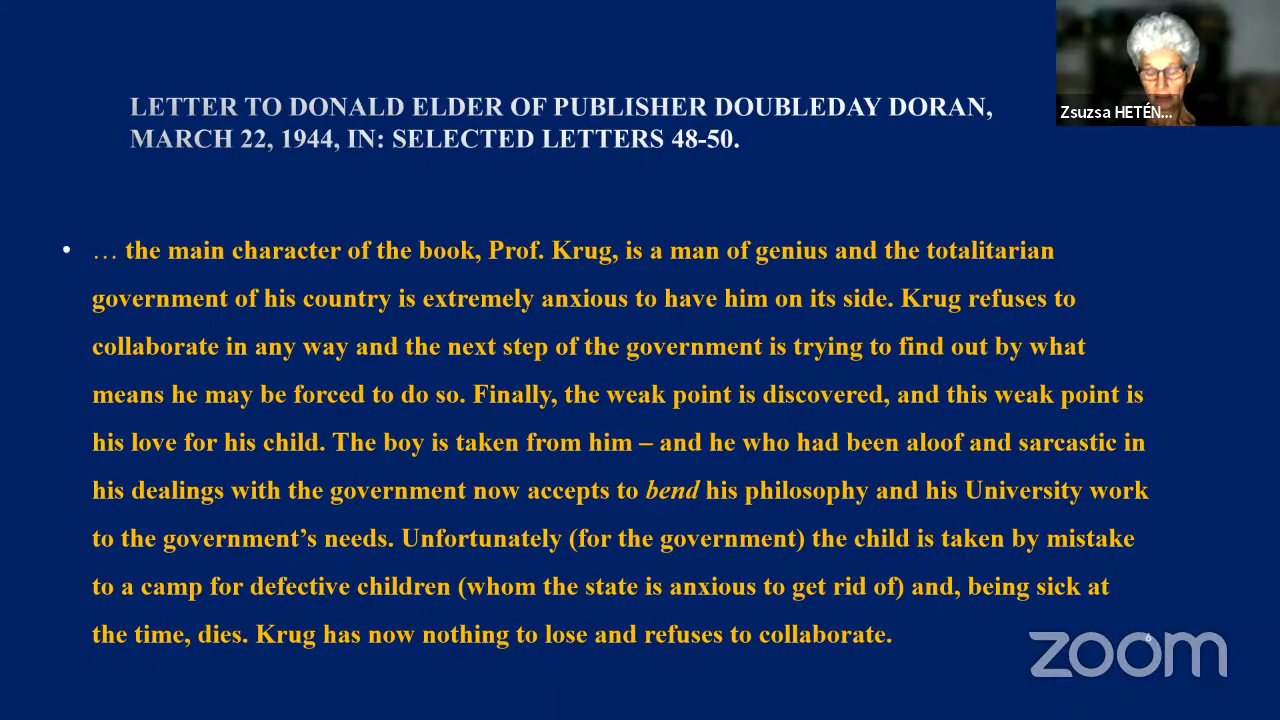 LETTER TO DONALD ELDER OF PUBLISHER DOUBLEDAY DORAN,
MARCH 22, 1944, IN: SELECTED LETTERS 48-50.
Zsuzsa HETÉN...
• … the main character of the book, Prof. Krug, is a man of genius and the totalitarian
government of his country is extremely anxious to have him on its side. Krug refuses to
collaborate in any way and the next step of the government is trying to find out by what
means he may be forced to do so. Finally, the weak point is discovered, and this weak point is
his love for his child. The boy is taken from him – and he who had been aloof and sarcastic in
his dealings with the government now accepts to bend his philosophy and his University work
to the government’s needs. Unfortunately (for the government) the child is taken by mistake
to a camp for defective children (whom the state is anxious to get rid of) and, being sick at
the time, dies. Krug has now nothing to lose and refuses to collaborate.
6
zoom